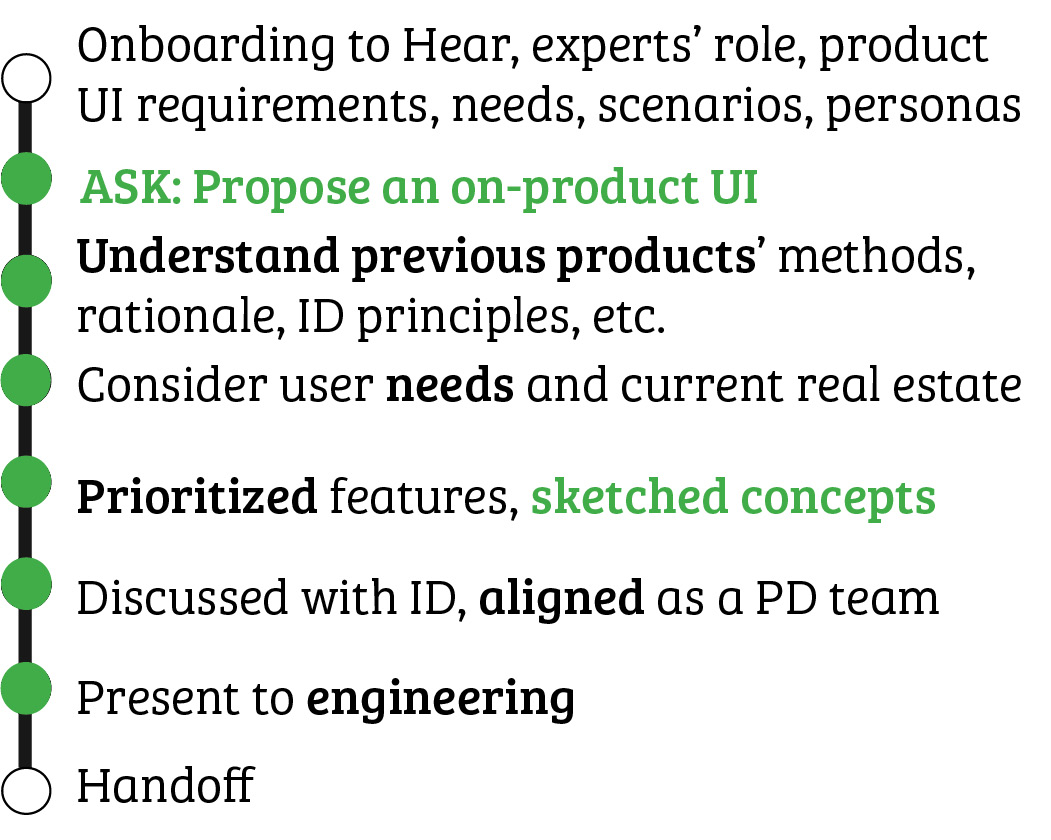 Onboarding to Hear, experts’ role, product
UI requirements, needs, scenarios, personas
ASK: Propose an on-product UI
Understand previous products’ methods,
rationale, ID principles, etc.
Consider user needs and current real estate
Prioritized features, sketched concepts
Discussed with ID, aligned as a PD team
Present to engineering
Handoff